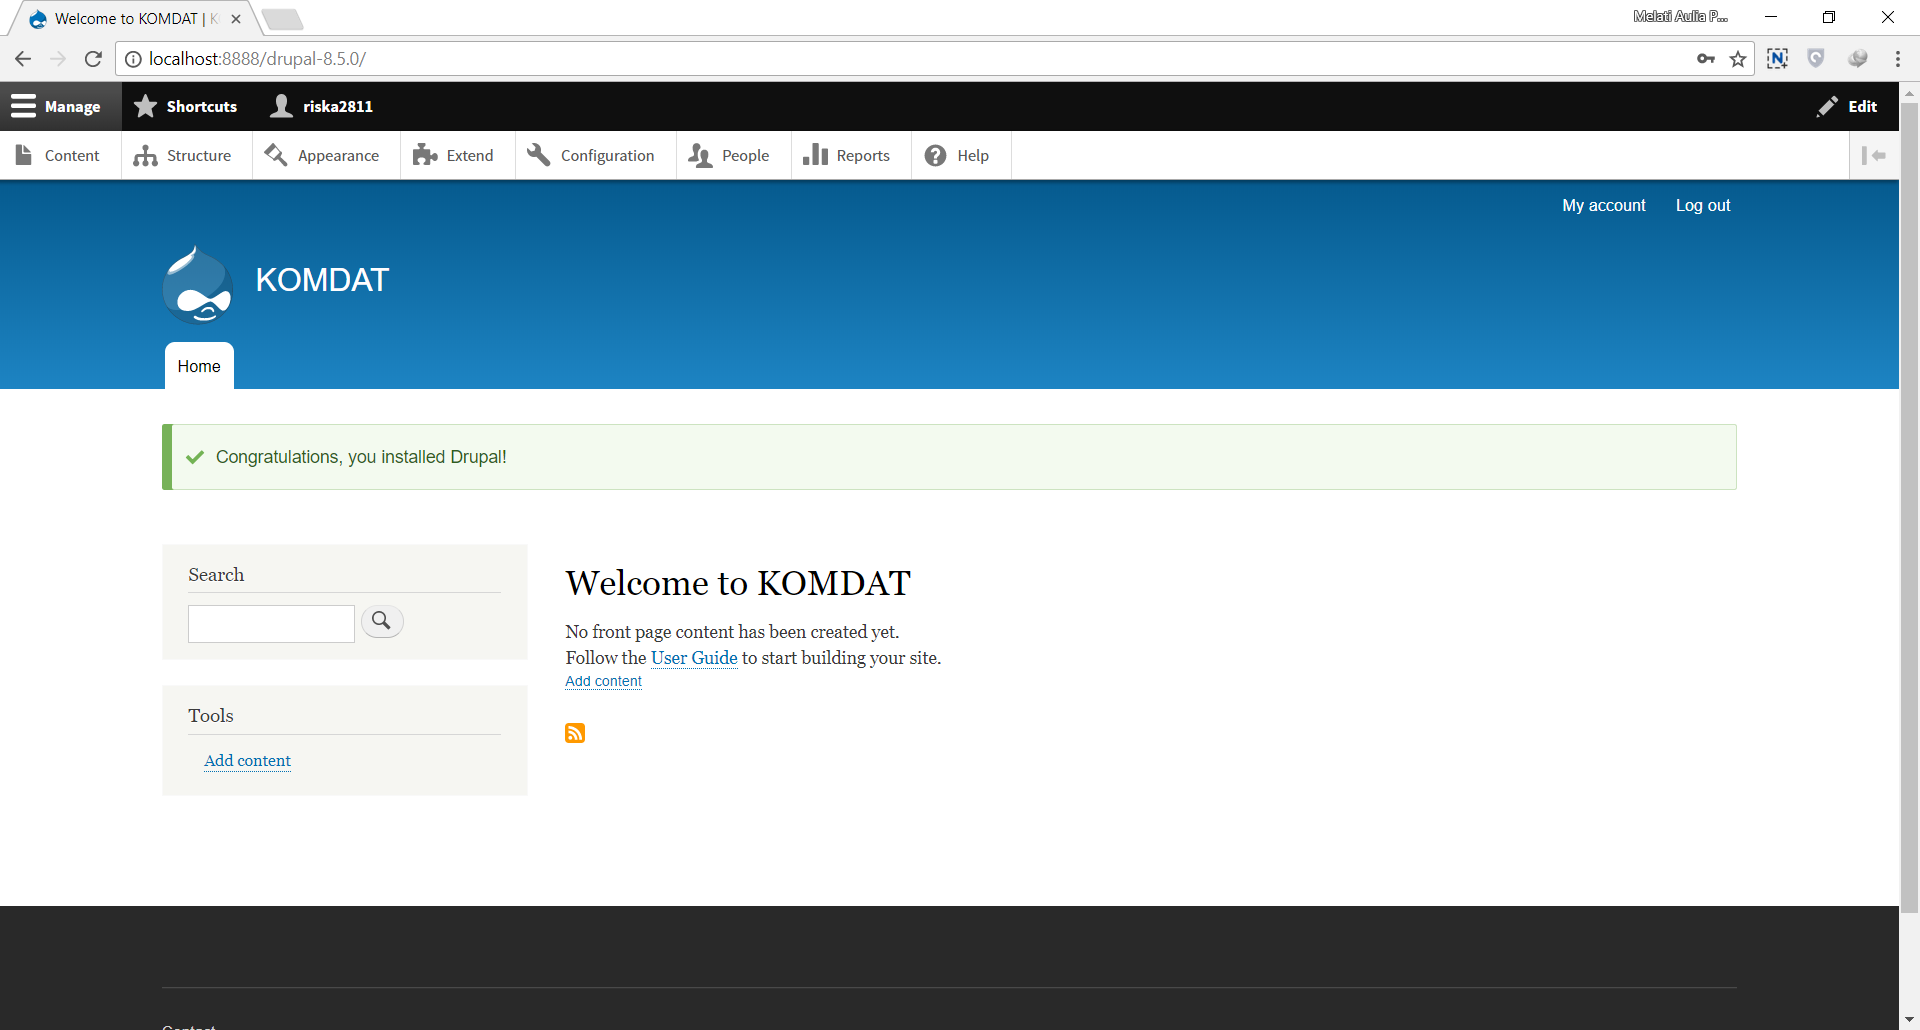 Welcome to KOMDAT | K
Melati Aulia P...
localhost:8888/drupal-8.5.0/
Manage Shortcuts riska2811 Edit
Content Structure Appearance Extend Configuration People Reports Help
My account Log out
KOMDAT
Home
Congratulations, you installed Drupal!
Search
Welcome to KOMDAT
No front page content has been created yet.
Follow the User Guide to start building your site.
Add content
Tools
Add content